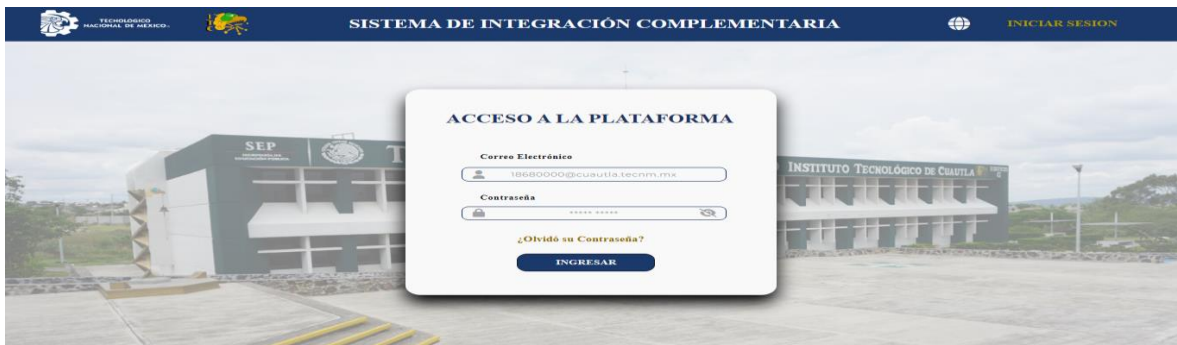 TECNOLÓGICO
NACIONAL DE MÉXICO
SISTEMA DE INTEGRACIÓN COMPLEMENTARIA
INICIAR SESION
ACCESO A LA PLATAFORMA
SEP
Correo Electrónico
INSTITUTO TECNOLÓGICO DE CUAUTLA
18680000@cuautla.tecnm.mx
Contraseña
***** *****
¿Olvidó su Contraseña?
INGRESAR